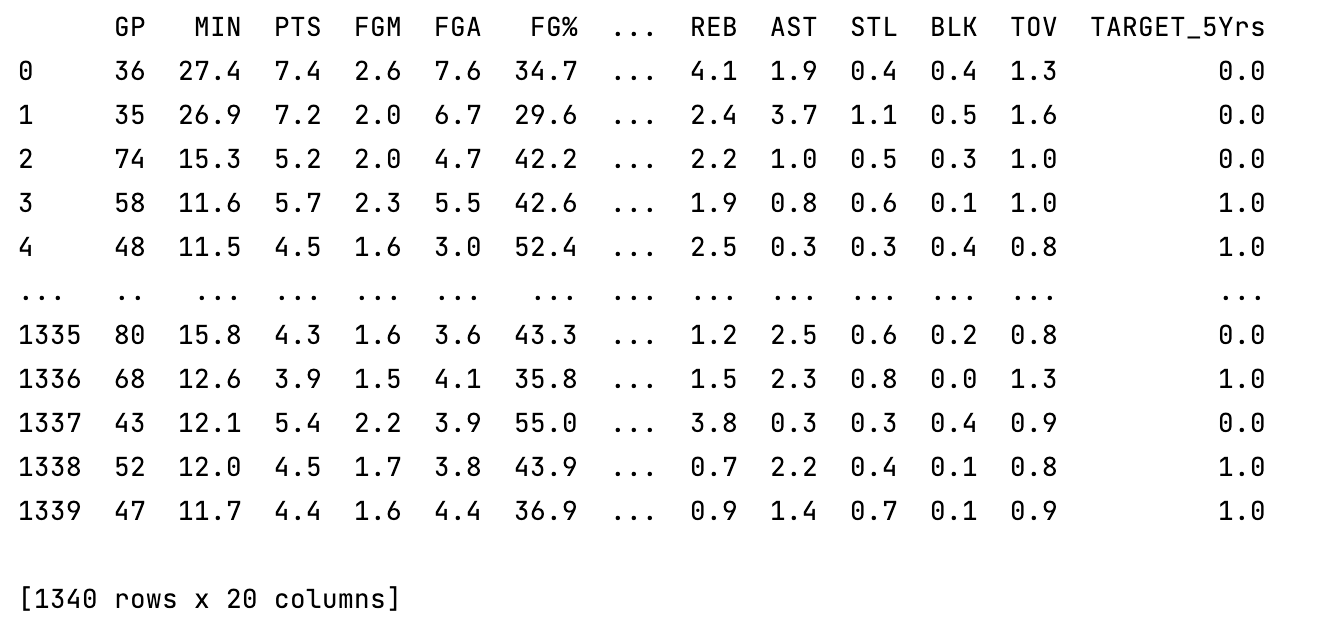 GP MIN PTS FGM FGA FG% ... REB AST STL BLK TOV TARGET_5Yrs
0 36 27.4 7.4 2.6 7.6 34.7 ... 4.1 1.9 0.4 0.4 1.3 0.0
1 35 26.9 7.2 2.0 6.7 29.6 ... 2.4 3.7 1.1 0.5 1.6 0.0
2 74 15.3 5.2 2.0 4.7 42.2 ... 2.2 1.0 0.5 0.3 1.0 0.0
3 58 11.6 5.7 2.3 5.5 42.6 ... 1.9 0.8 0.6 0.1 1.0 1.0
4 48 11.5 4.5 1.6 3.0 52.4 ... 2.5 0.3 0.3 0.4 0.8 1.0
... .. ... ... ... ... ... ... ... ... ... ... ... ...
1335 80 15.8 4.3 1.6 3.6 43.3 ... 1.2 2.5 0.6 0.2 0.8 0.0
1336 68 12.6 3.9 1.5 4.1 35.8 ... 1.5 2.3 0.8 0.0 1.3 1.0
1337 43 12.1 5.4 2.2 3.9 55.0 ... 3.8 0.3 0.3 0.4 0.9 0.0
1338 52 12.0 4.5 1.7 3.8 43.9 ... 0.7 2.2 0.4 0.1 0.8 1.0
1339 47 11.7 4.4 1.6 4.4 36.9 ... 0.9 1.4 0.7 0.1 0.9 1.0
[1340 rows x 20 columns]